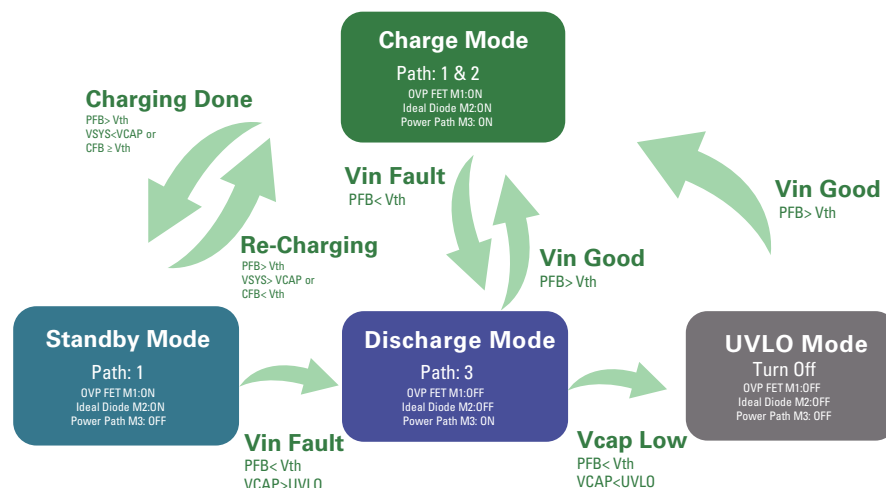 Charge Mode
Path: 1 & 2
OVP FET M1:ON
Ideal Diode M2:ON
Power Path M3: ON
Charging Done
PFB> Vth
VSYS<VCAP or
CFB ≥ Vth
Vin Fault
PFB< Vth
Vin Good
PFB> Vth
Re-Charging
PFB> Vth
VSYS> VCAP or
CFB< Vth
Vin Good
PFB> Vth
Standby Mode
Path: 1
OVP FET M1:ON
Ideal Diode M2:ON
Power Path M3: OFF
Discharge Mode
Path: 3
OVP FET M1:OFF
Ideal Diode M2:OFF
Power Path M3: ON
UVLO Mode
Turn Off
OVP FET M1:OFF
Ideal Diode M2:OFF
Power Path M3: OFF
Vin Fault
PFB< Vth
VCAP>UVLO
Vcap Low
PFB< Vth
VCAP<UVLO